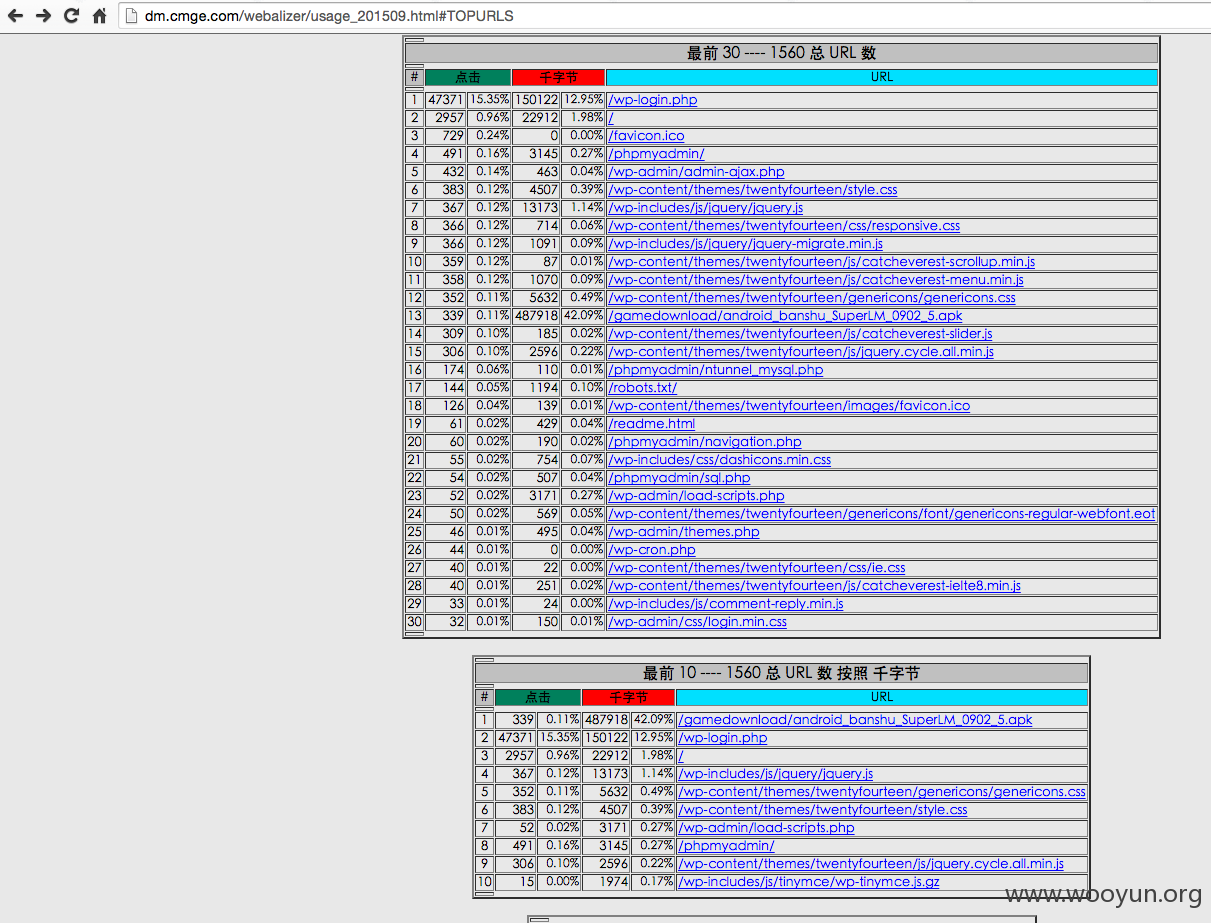 dm.cmge.com/webalizer/usage_201509.html#TOPURLS
最前 30 ---- 1560 总 URL 数
# 点击 千字节 URL
1 47371 15.35% 150122 12.95% /wp-login.php
2 2957 0.96% 22912 1.98% /
3 729 0.24% 0 0.00% /favicon.ico
4 491 0.16% 3145 0.27% /phpmyadmin/
5 432 0.14% 463 0.04% /wp-admin/admin-ajax.php
6 383 0.12% 4507 0.39% /wp-content/themes/twentyfourteen/style.css
7 367 0.12% 13173 1.14% /wp-includes/js/jquery/jquery.js
8 366 0.12% 714 0.06% /wp-content/themes/twentyfourteen/css/responsive.css
9 366 0.12% 1091 0.09% /wp-includes/js/jquery/jquery-migrate.min.js
10 359 0.12% 87 0.01% /wp-content/themes/twentyfourteen/js/catcheverest-scrollup.min.js
11 358 0.12% 1070 0.09% /wp-content/themes/twentyfourteen/js/catcheverest-menu.min.js
12 352 0.11% 5632 0.49% /wp-content/themes/twentyfourteen/genericons/genericons.css
13 339 0.11% 487918 42.09% /gamedownload/android_banshu_SuperLM_0902_5.apk
14 309 0.10% 185 0.02% /wp-content/themes/twentyfourteen/js/catcheverest-slider.js
15 306 0.10% 2596 0.22% /wp-content/themes/twentyfourteen/js/jquery.cycle.all.min.js
16 174 0.06% 110 0.01% /phpmyadmin/ntunnel_mysql.php
17 144 0.05% 1194 0.10% /robots.txt/
18 126 0.04% 139 0.01% /wp-content/themes/twentyfourteen/images/favicon.ico
19 61 0.02% 429 0.04% /readme.html
20 60 0.02% 190 0.02% /phpmyadmin/navigation.php
21 55 0.02% 754 0.07% /wp-includes/css/dashicons.min.css
22 54 0.02% 507 0.04% /phpmyadmin/sql.php
23 52 0.02% 3171 0.27% /wp-admin/load-scripts.php
24 50 0.02% 569 0.05% /wp-content/themes/twentyfourteen/genericons/font/genericons-regular-webfont.eot
25 46 0.01% 495 0.04% /wp-admin/themes.php
26 44 0.01% 0 0.00% /wp-cron.php
27 40 0.01% 22 0.00% /wp-content/themes/twentyfourteen/css/ie.css
28 40 0.01% 251 0.02% /wp-content/themes/twentyfourteen/js/catcheverest-ielte8.min.js
29 33 0.01% 24 0.00% /wp-includes/js/comment-reply.min.js
30 32 0.01% 150 0.01% /wp-admin/css/login.min.css
最前 10 ---- 1560 总 URL 数 按照 千字节
# 点击 千字节 URL
1 339 0.11% 487918 42.09% /gamedownload/android_banshu_SuperLM_0902_5.apk
2 47371 15.35% 150122 12.95% /wp-login.php
3 2957 0.96% 22912 1.98% /
4 367 0.12% 13173 1.14% /wp-includes/js/jquery/jquery.js
5 352 0.11% 5632 0.49% /wp-content/themes/twentyfourteen/genericons/genericons.css
6 383 0.12% 4507 0.39% /wp-content/themes/twentyfourteen/style.css
7 52 0.02% 3171 0.27% /wp-admin/load-scripts.php
8 491 0.16% 3145 0.27% /phpmyadmin/
9 306 0.10% 2596 0.22% /wp-content/themes/twentyfourteen/js/jquery.cycle.all.min.js
10 15 0.00% 1974 0.17% /wp-includes/js/tinymce/wp-tinymce.js.gz
www.wooyun.org